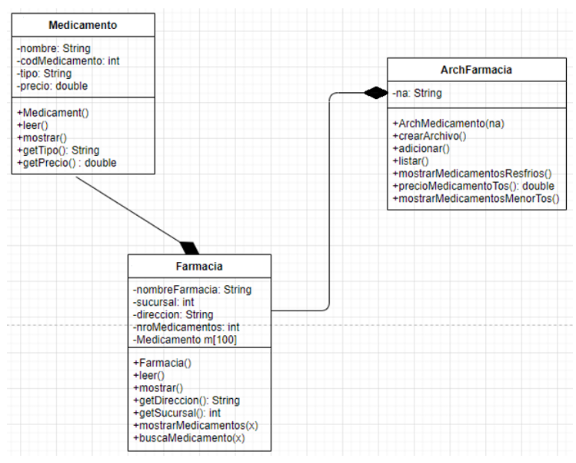 Medicamento
-nombre: String
-codMedicamento: int
-tipo: String
-precio: double
+Medicament()
+leer()
+mostrar()
+getTipo(): String
+getPrecio() : double
ArchFarmacia
-na: String
+ArchMedicamento(na)
+crearArchivo()
+adicionar()
+listar()
+mostrarMedicamentosResfrios()
+precioMedicamentoTos(): double
+mostrarMedicamentosMenorTos()
Farmacia
-nombreFarmacia: String
-sucursal: int
-direccion: String
-nroMedicamentos: int
-Medicamento m[100]
+Farmacia()
+leer()
+mostrar()
+getDireccion(): String
+getSucursal(): int
+mostrarMedicamentos(x)
+buscaMedicamento(x)